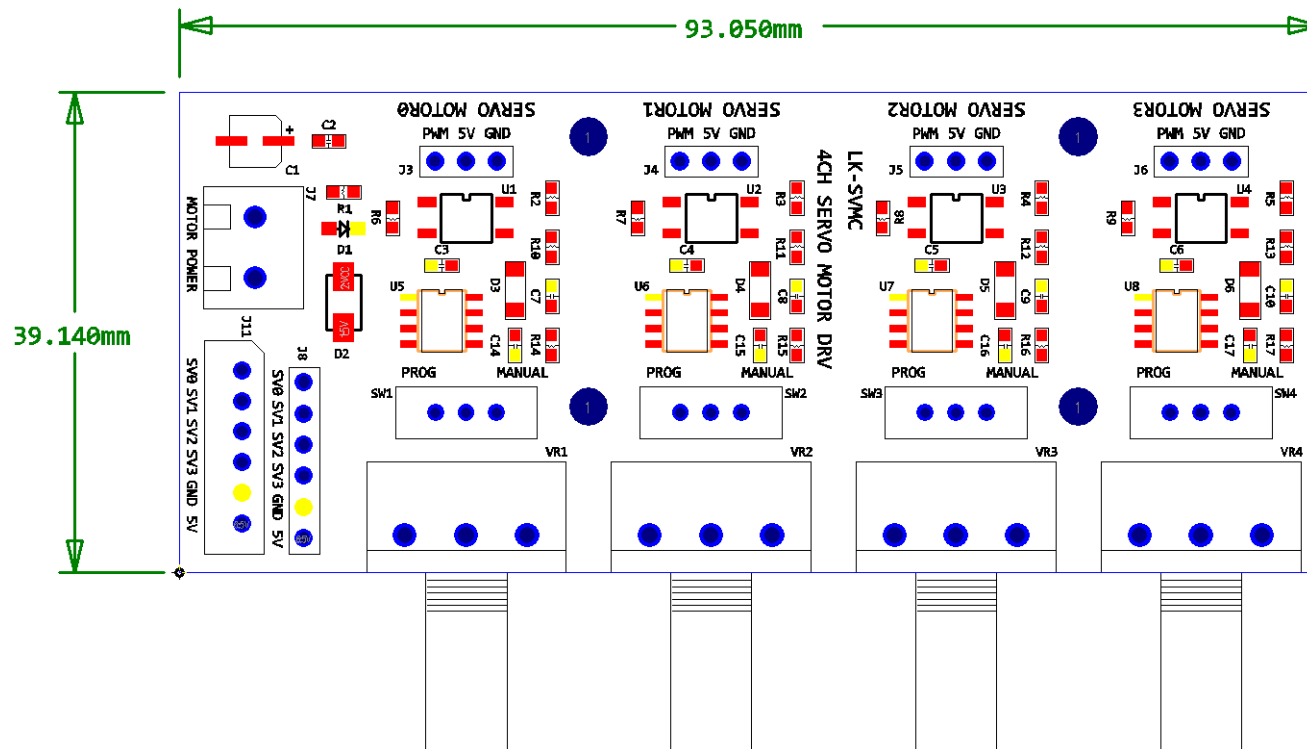 93.050mm
39.140mm
SERVO MOTOR0
SERVO MOTOR1
SERVO MOTOR2
SERVO MOTOR3
PWM 5V GND
PWM 5V GND
PWM 5V GND
PWM 5V GND
J3
J4
J5
J6
C2
+
C1
J7
R1
MOTOR POWER
D1
D2
J11
J8
SV0 SV1 SV2 SV3 GND 5V
SV0 SV1 SV2 SV3 GND 5V
LK-SVMC
4CH SERVO MOTOR DRV
U1
R2
R6
R10
C3
U5
D3
C7
C14
R14
U2
R3
R7
R11
C4
U6
D4
C8
C15
R15
U3
R4
R8
R12
C5
U7
D5
C9
C16
R16
U4
R5
R9
R13
C6
U8
D6
C10
C17
R17
1
1
1
1
PROG MANUAL
PROG MANUAL
PROG MANUAL
PROG MANUAL
SW1
SW2
SW3
SW4
VR1
VR2
VR3
VR4